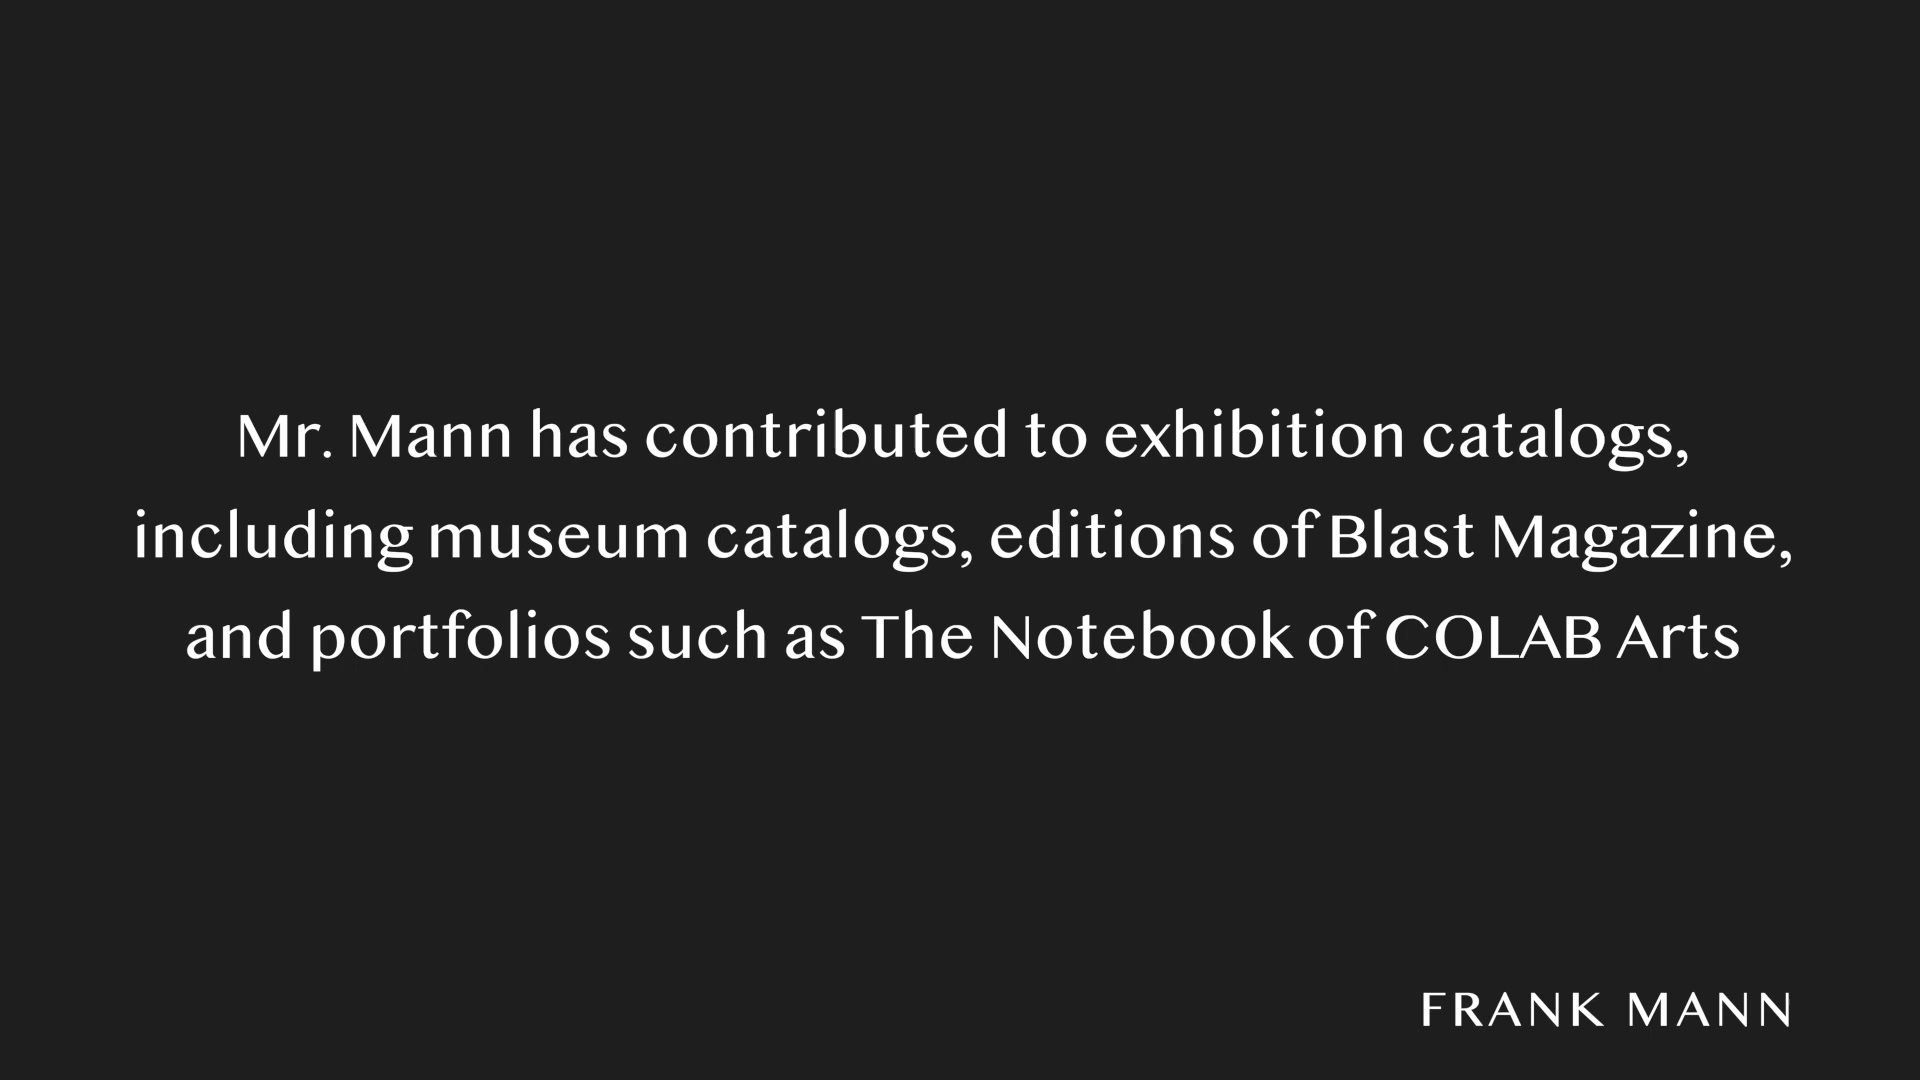 Mr. Mann has contributed to exhibition catalogs,
including museum catalogs, editions of Blast Magazine,
and portfolios such as The Notebook of COLAB Arts
FRANK MANN